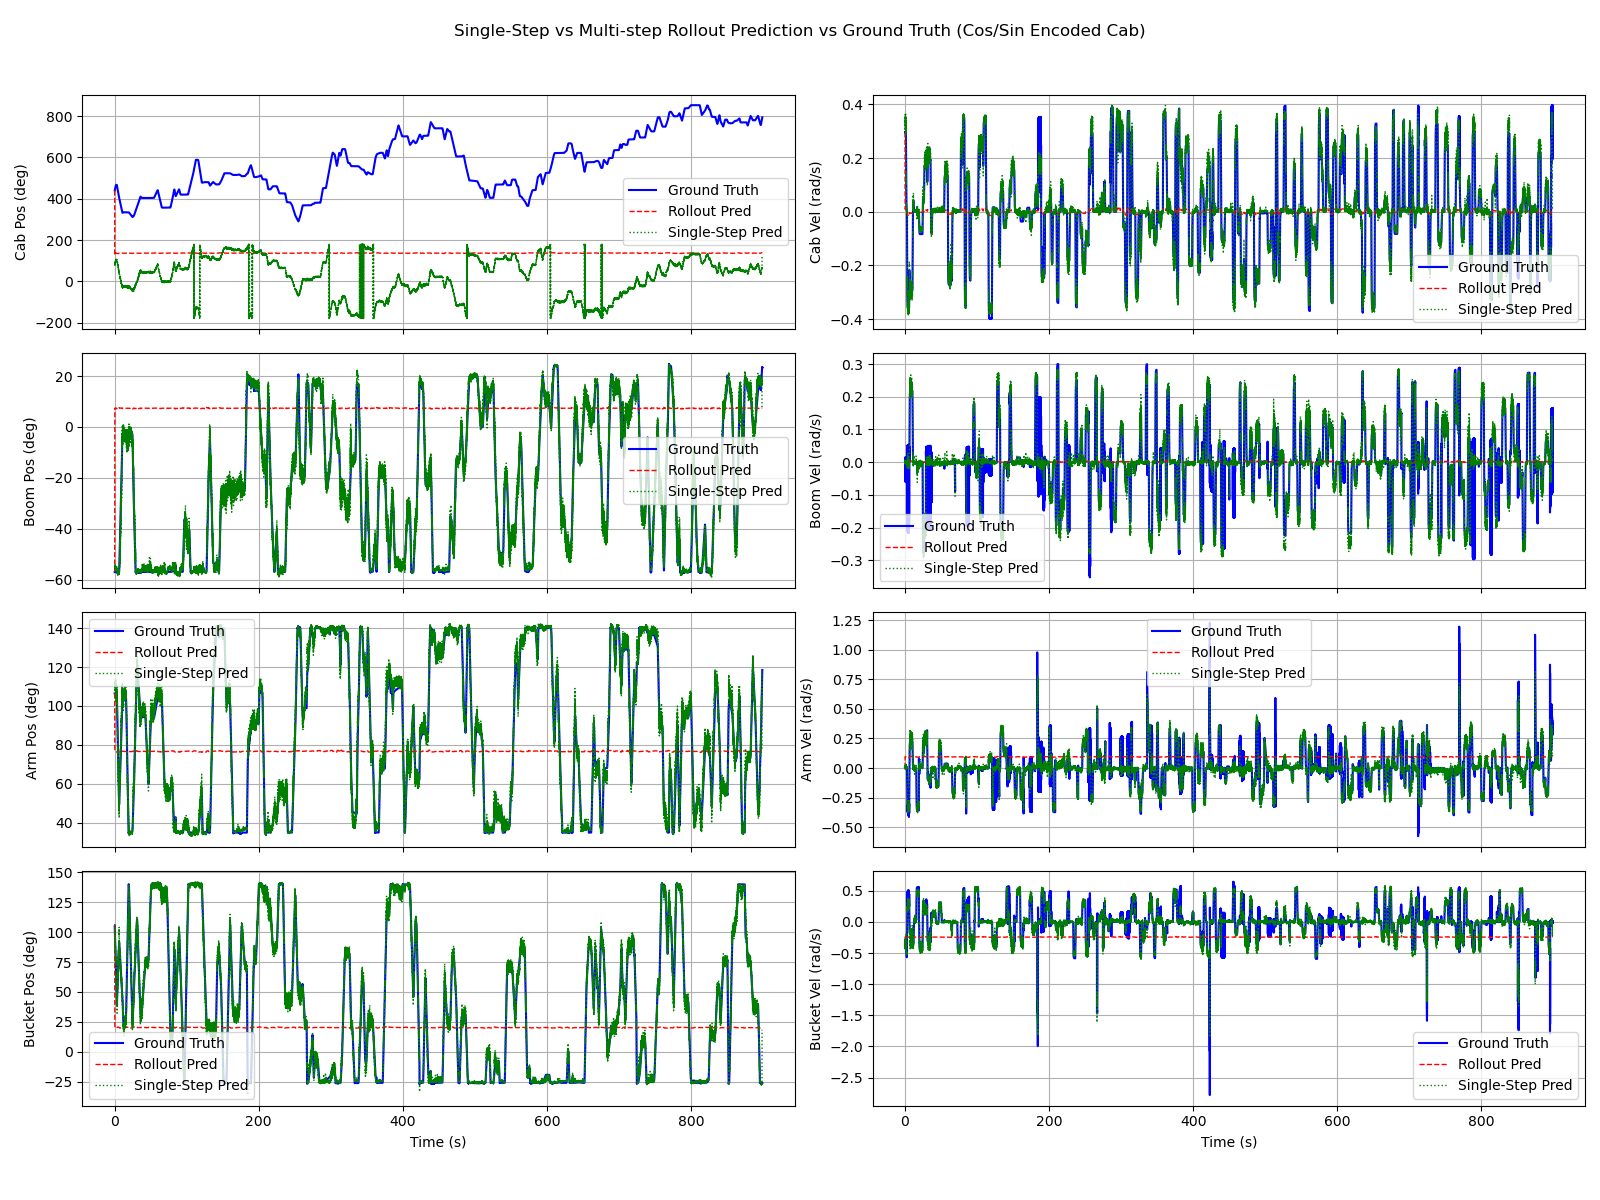 Single-Step vs Multi-step Rollout Prediction vs Ground Truth (Cos/Sin Encoded Cab)
Cab Pos (deg)
800
600
400
200
0
−200
Ground Truth
Rollout Pred
Single-Step Pred
Cab Vel (rad/s)
0.4
0.2
0.0
−0.2
−0.4
Ground Truth
Rollout Pred
Single-Step Pred
Boom Pos (deg)
20
0
−20
−40
−60
Ground Truth
Rollout Pred
Single-Step Pred
Boom Vel (rad/s)
0.3
0.2
0.1
0.0
−0.1
−0.2
−0.3
Ground Truth
Rollout Pred
Single-Step Pred
Arm Pos (deg)
140
120
100
80
60
40
Ground Truth
Rollout Pred
Single-Step Pred
Arm Vel (rad/s)
1.25
1.00
0.75
0.50
0.25
0.00
−0.25
−0.50
Ground Truth
Rollout Pred
Single-Step Pred
Bucket Pos (deg)
150
125
100
75
50
25
0
−25
Ground Truth
Rollout Pred
Single-Step Pred
0 200 400 600 800
Time (s)
Bucket Vel (rad/s)
0.5
0.0
−0.5
−1.0
−1.5
−2.0
−2.5
Ground Truth
Rollout Pred
Single-Step Pred
0 200 400 600 800
Time (s)